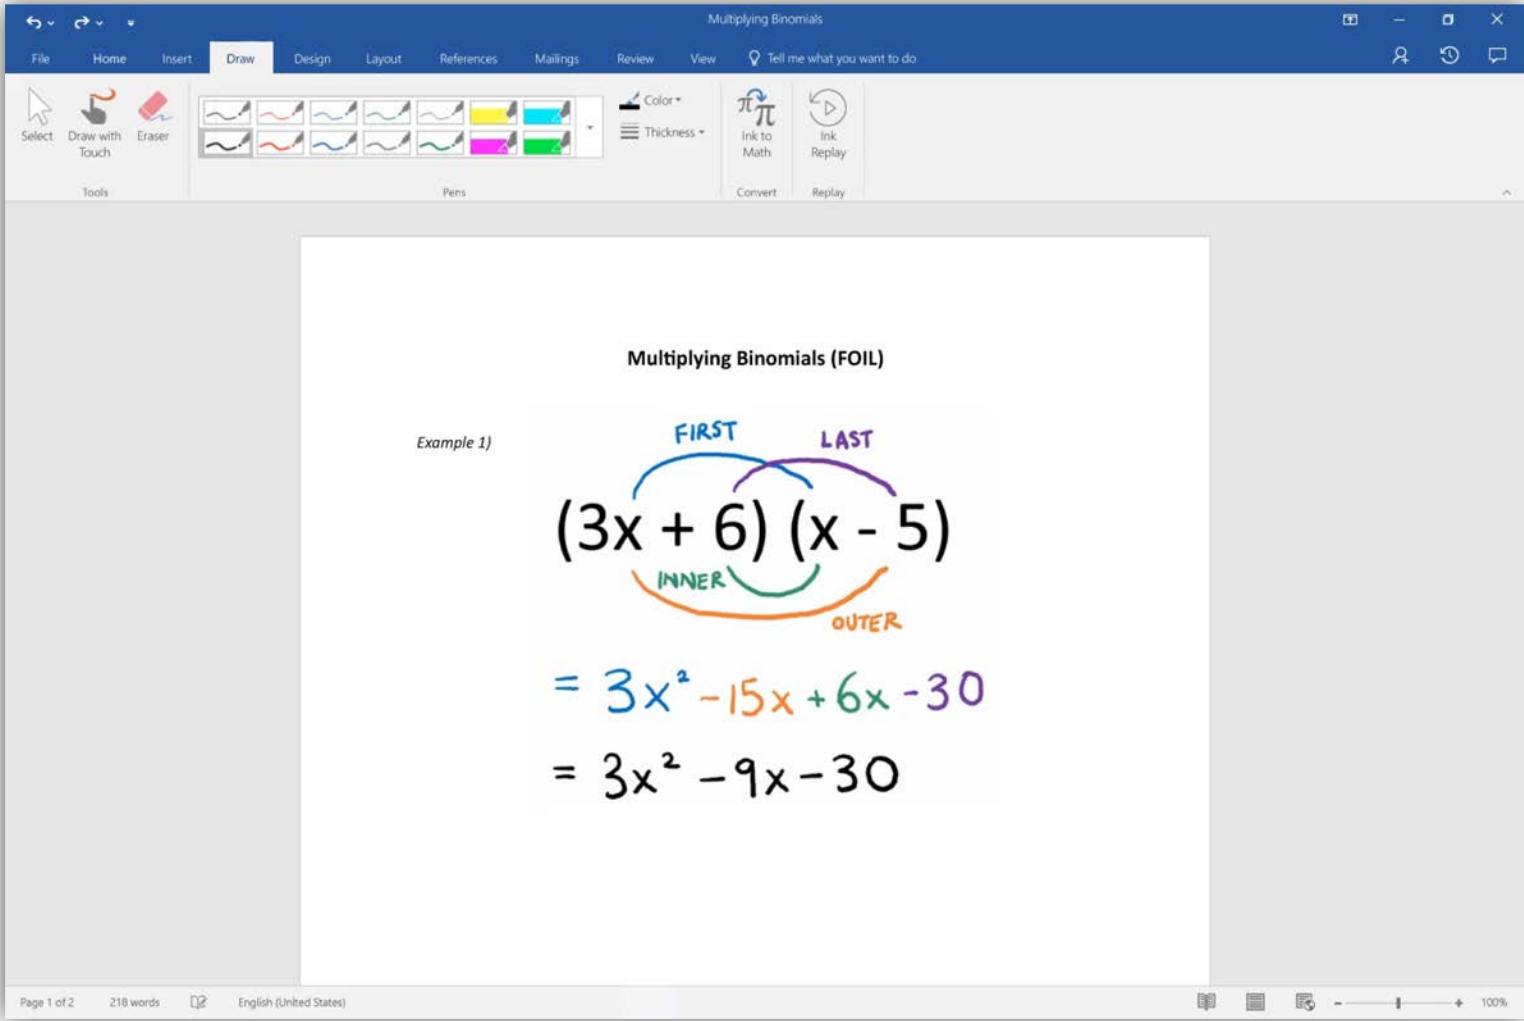 Multiplying Binomials
File Home Insert Draw Design Layout References Mailings Review View Tell me what you want to do
Select
Draw with Touch
Eraser
Tools
Pens
Color
Thickness
ππ
Ink to Math
Convert
Ink Replay
Replay
Multiplying Binomials (FOIL)
Example 1)
FIRST LAST
(3x + 6) (x - 5)
INNER
OUTER
= 3x² -15x + 6x -30
= 3x² - 9x - 30
Page 1 of 2 218 words English (United States) 100%